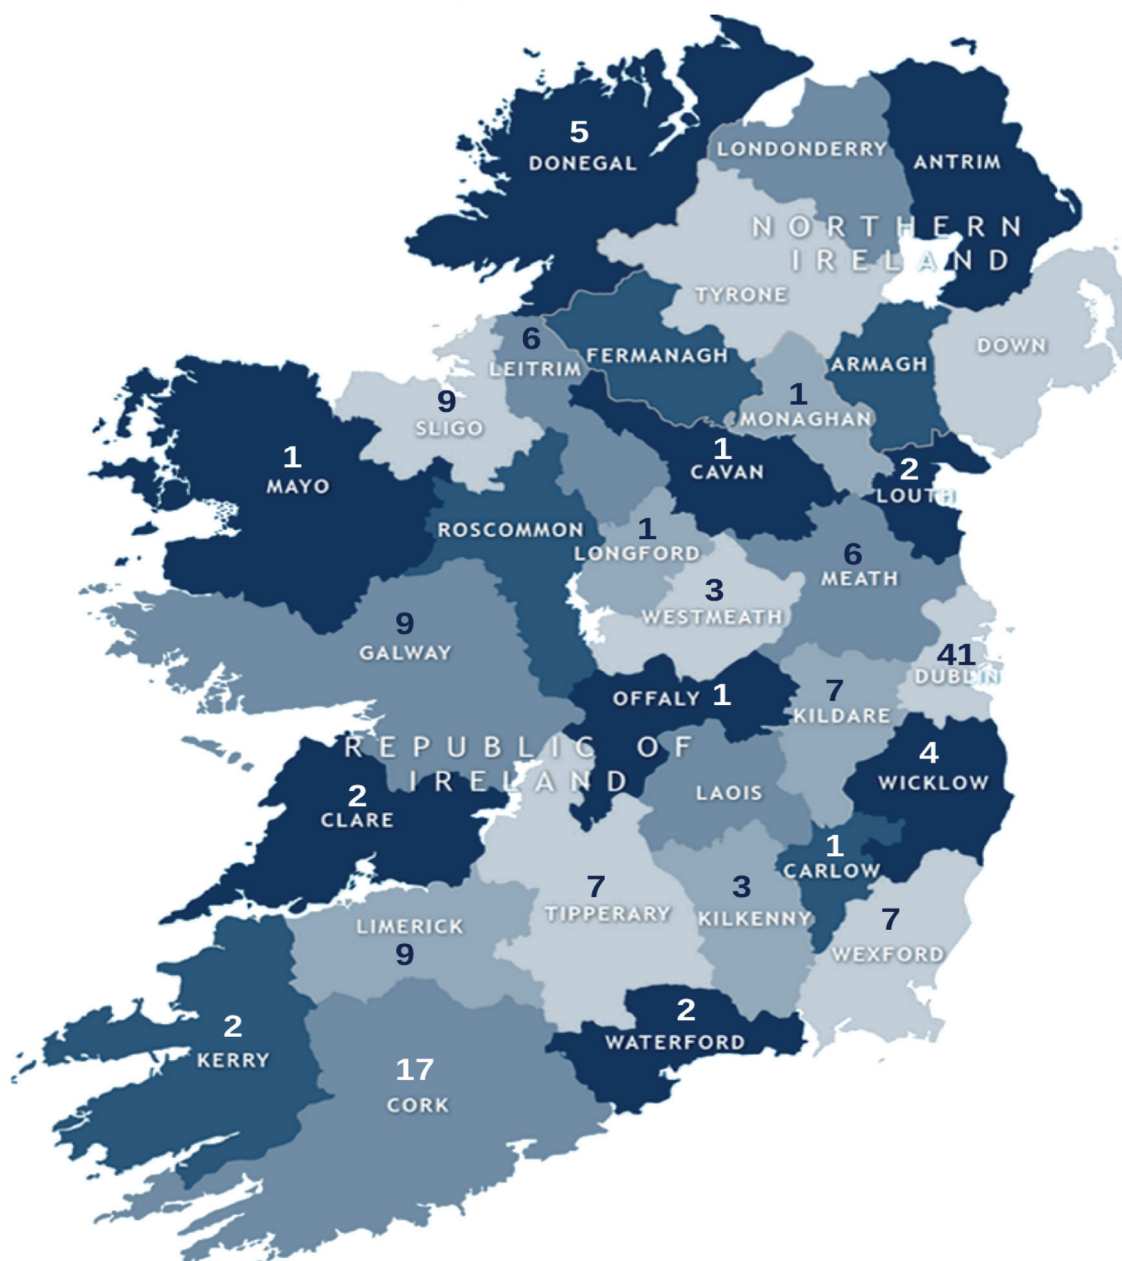 5
DONEGAL
LONDONDERRY
ANTRIM
NORTHERN
IRELAND
TYRONE
6
LEITRIM
FERMANAGH
ARMAGH
DOWN
9
SLIGO
1
MONAGHAN
1
MAYO
1
CAVAN
2
LOUTH
ROSCOMMON
1
LONGFORD
6
MEATH
3
WESTMEATH
9
GALWAY
41
DUBLIN
OFFALY 1
7
KILDARE
REPUBLIC OF
IRELAND
4
WICKLOW
LAOIS
2
CLARE
1
CARLOW
7
TIPPERARY
3
KILKENNY
LIMERICK
9
7
WEXFORD
2
KERRY
2
WATERFORD
17
CORK